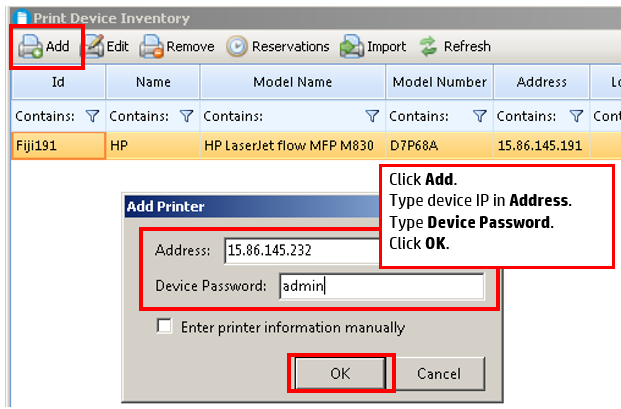 Print Device Inventory
Add Edit Remove Reservations Import Refresh
Id Name Model Name Model Number Address Lo
Contains: Contains: Contains: Contains: Contains: Cont
Fiji191 HP HP LaserJet flow MFP M830 D7P68A 15.86.145.191
Click Add.
Type device IP in Address.
Type Device Password.
Click OK.
Add Printer
Address: 15.86.145.232
Device Password: admin
Enter printer information manually
OK Cancel